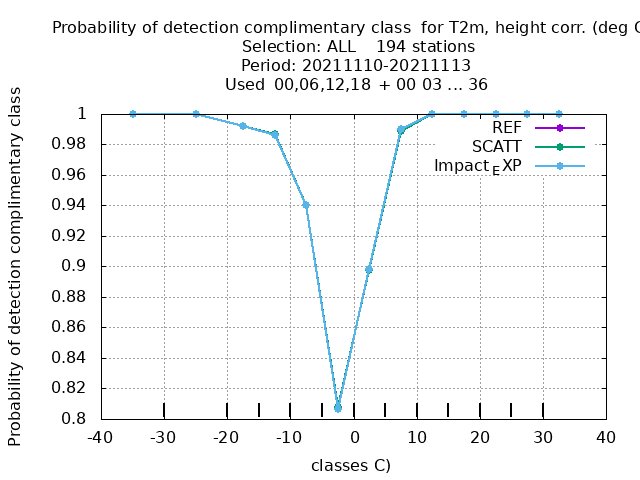 Probability of detection complimentary class  for T2m, height corr. (deg C
Selection: ALL    194 stations
Period: 20211110-20211113
Used  00,06,12,18  + 00 03 ... 36
Probability of detection complimentary class
1
0.98
0.96
0.94
0.92
0.9
0.88
0.86
0.84
0.82
0.8
REF
SCATT
Impact_EXP
-40 -30 -20 -10 0 10 20 30 40
classes C)